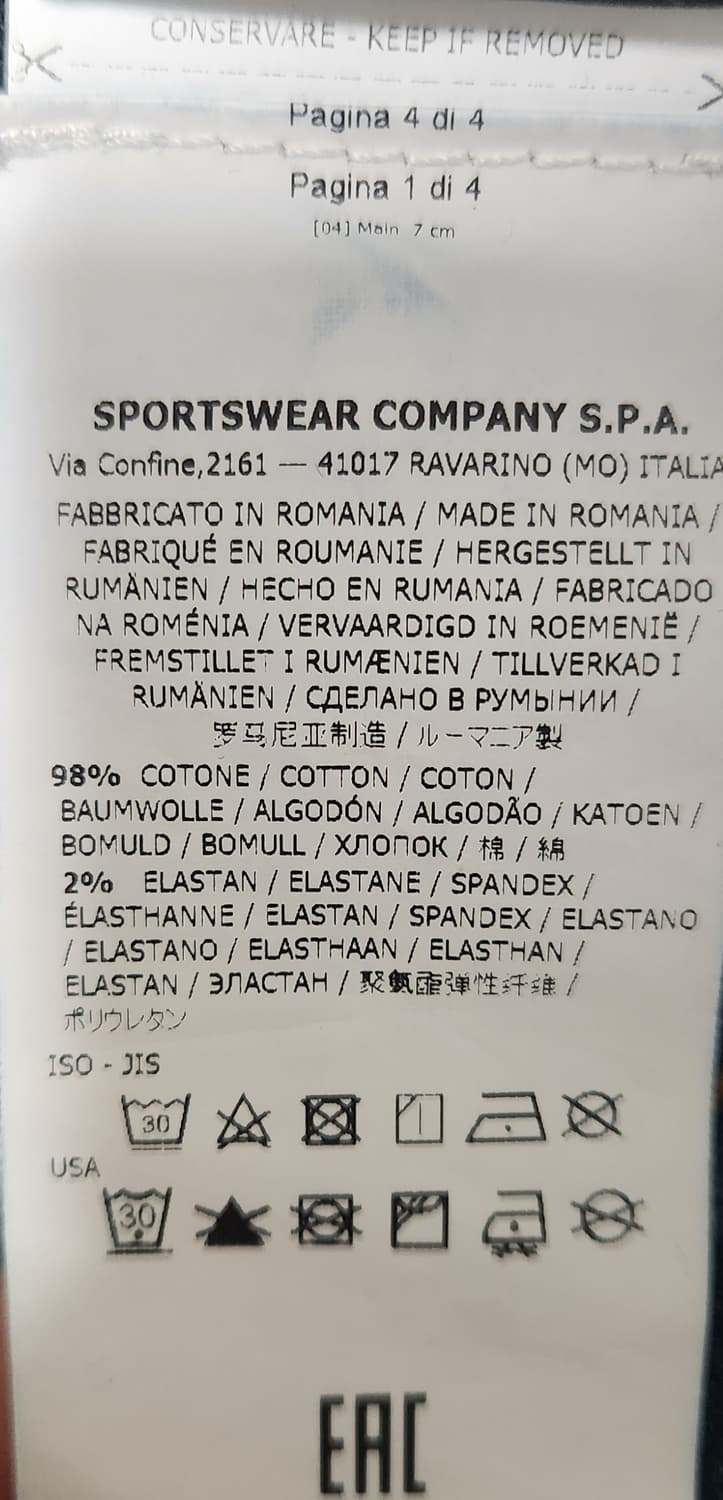 CONSERVARE - KEEP IF REMOVED
Pagina 4 di 4
Pagina 1 di 4
[04] Main 7 cm
SPORTSWEAR COMPANY S.P.A.
Via Confine,2161 — 41017 RAVARINO (MO) ITALIA
FABBRICATO IN ROMANIA / MADE IN ROMANIA /
FABRIQUÉ EN ROUMANIE / HERGESTELLT IN
RUMÄNIEN / HECHO EN RUMANIA / FABRICADO
NA ROMÉNIA / VERVAARDIGD IN ROEMENIË /
FREMSTILLET I RUMÆNIEN / TILLVERKAD I
RUMÄNIEN / СДЕЛАНО В РУМЫНИИ /
罗马尼亚制造 / ルーマニア製
98% COTONE / COTTON / COTON /
BAUMWOLLE / ALGODÓN / ALGODÃO / KATOEN /
BOMULD / BOMULL / ХЛОПОК / 棉 / 綿
2% ELASTAN / ELASTANE / SPANDEX /
ÉLASTHANNE / ELASTAN / SPANDEX / ELASTANO
/ ELASTANO / ELASTHAAN / ELASTHAN /
ELASTAN / ЭЛАСТАН / 聚氨酯弹性纤维 /
ポリウレタン
ISO - JIS
30
USA
30
EAC